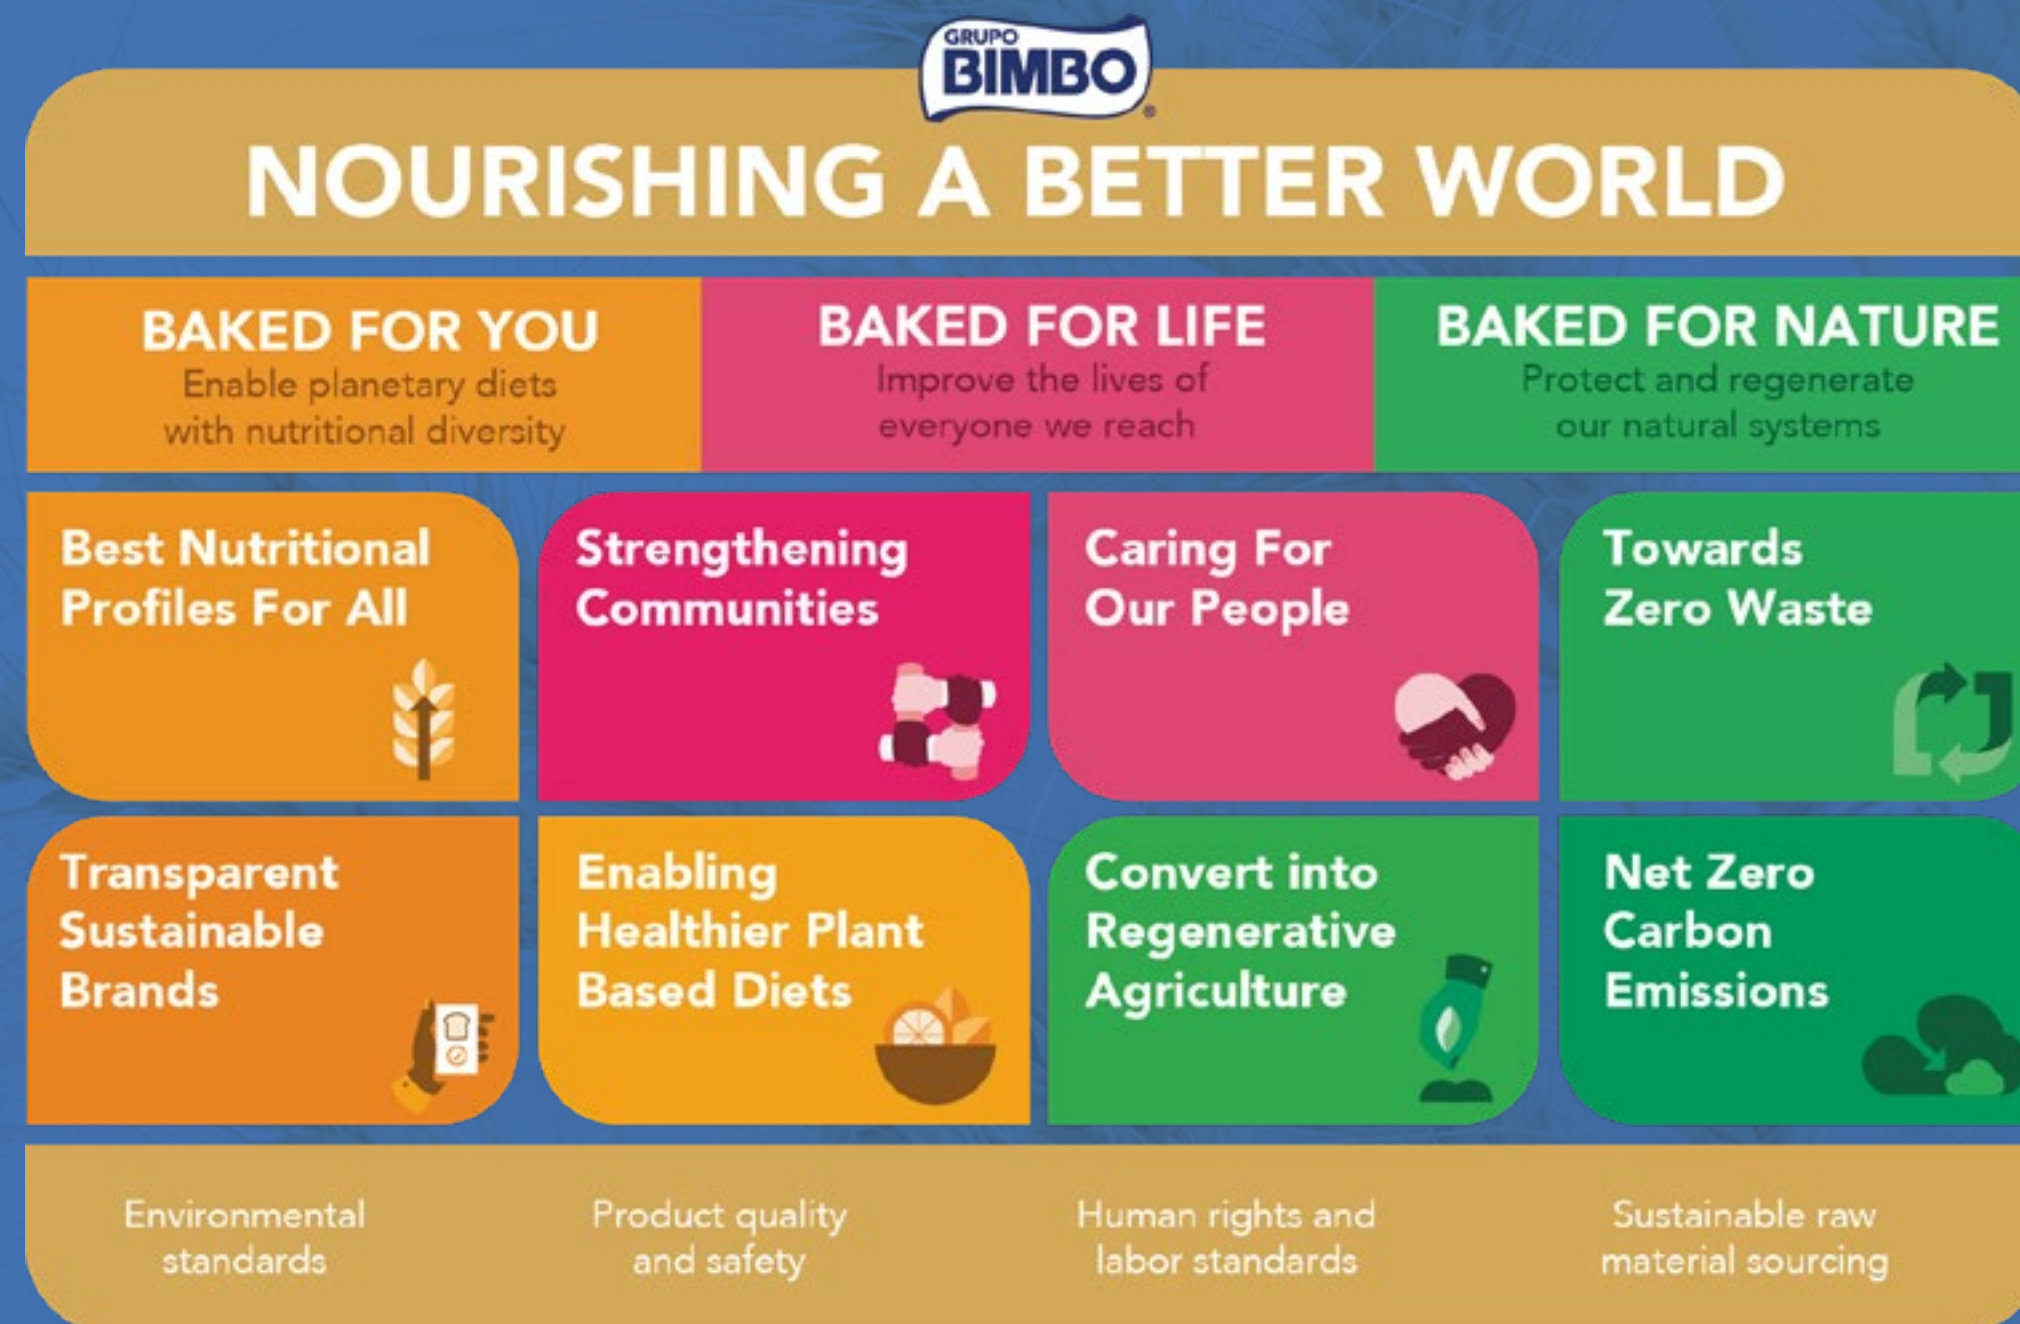 GRUPO
BIMBO
NOURISHING A BETTER WORLD
BAKED FOR YOU
Enable planetary diets
with nutritional diversity
BAKED FOR LIFE
Improve the lives of
everyone we reach
BAKED FOR NATURE
Protect and regenerate
our natural systems
Best Nutritional
Profiles For All
Strengthening
Communities
Caring For
Our People
Towards
Zero Waste
Transparent
Sustainable
Brands
Enabling
Healthier Plant
Based Diets
Convert into
Regenerative
Agriculture
Net Zero
Carbon
Emissions
Environmental
standards
Product quality
and safety
Human rights and
labor standards
Sustainable raw
material sourcing